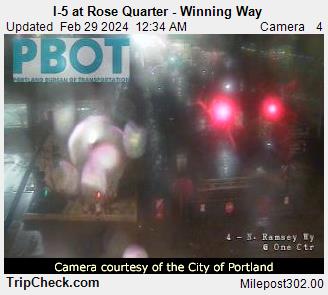 I-5 at Rose Quarter - Winning Way
Updated Feb 29 2024 12:34 AM Camera 4
PBOT
PORTLAND BUREAU OF TRANSPORTATION
4 - N. Ramsey Wy
@ One Ctr
Camera courtesy of the City of Portland
TripCheck.com Milepost302.00